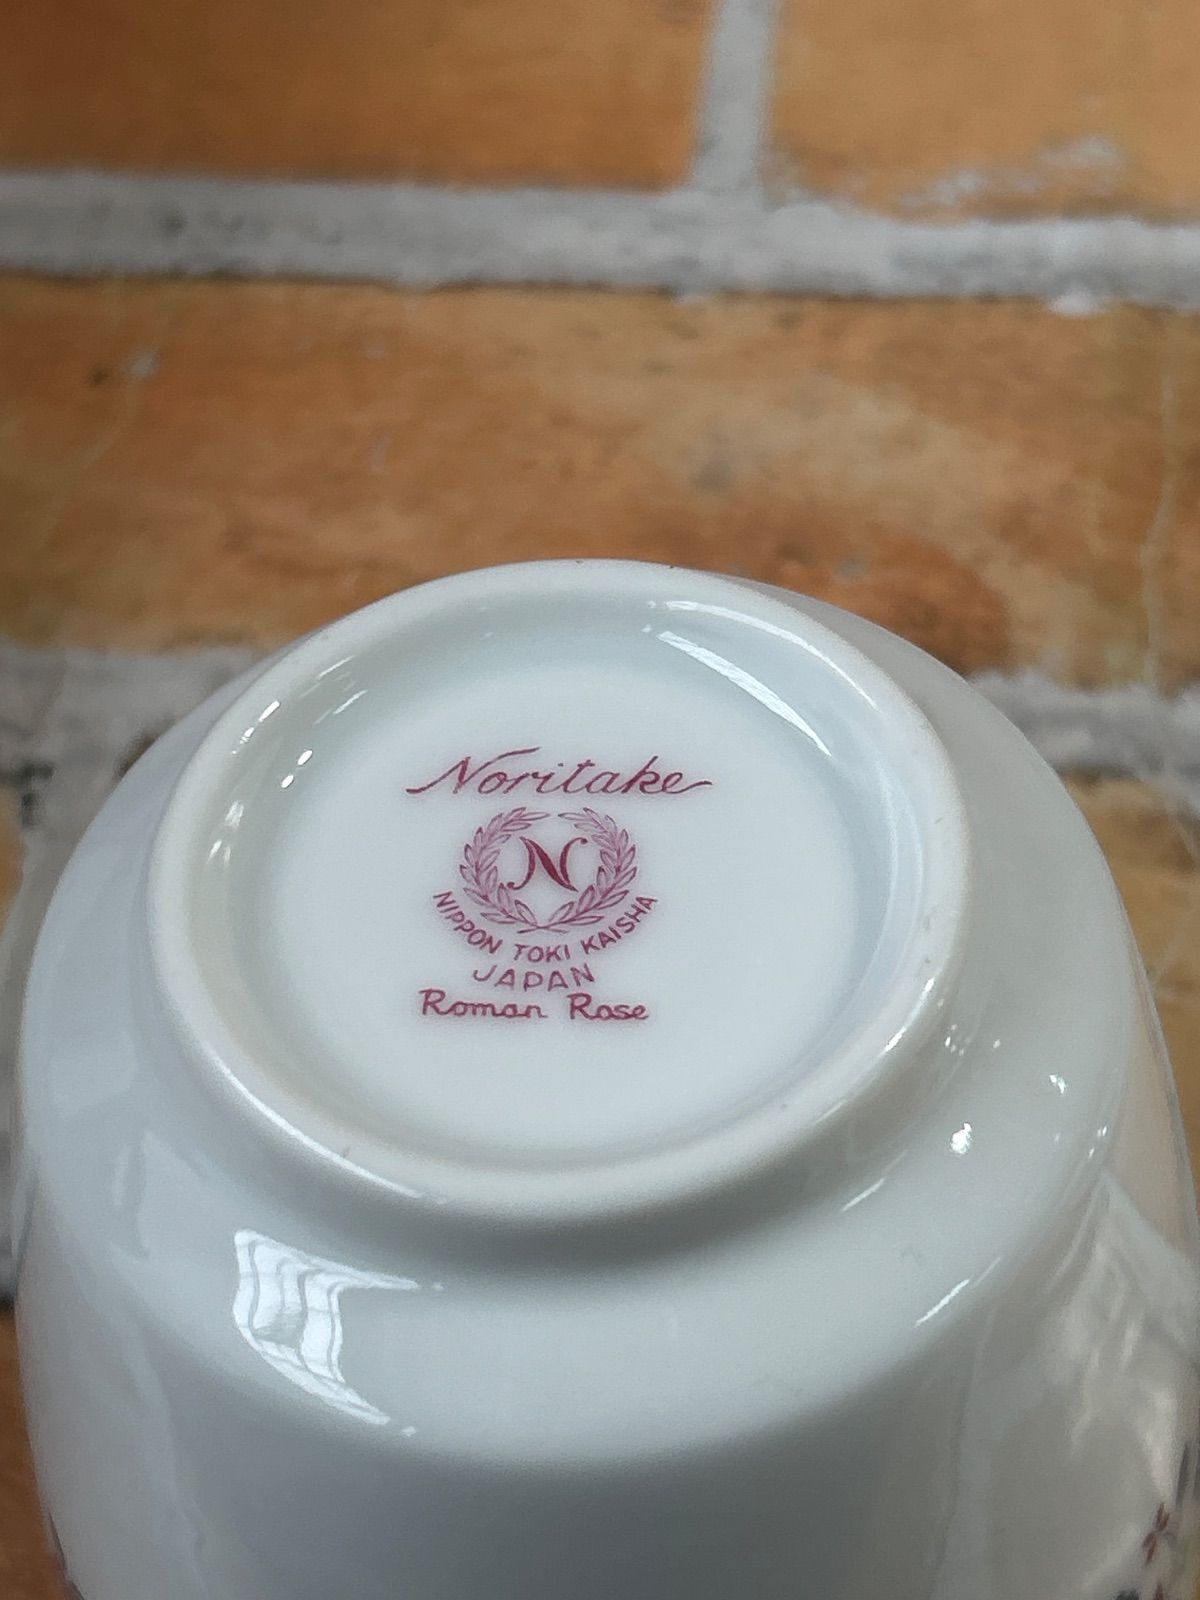 Noritake
N
NIPPON TOKI KAISHA
JAPAN
Roman Rose